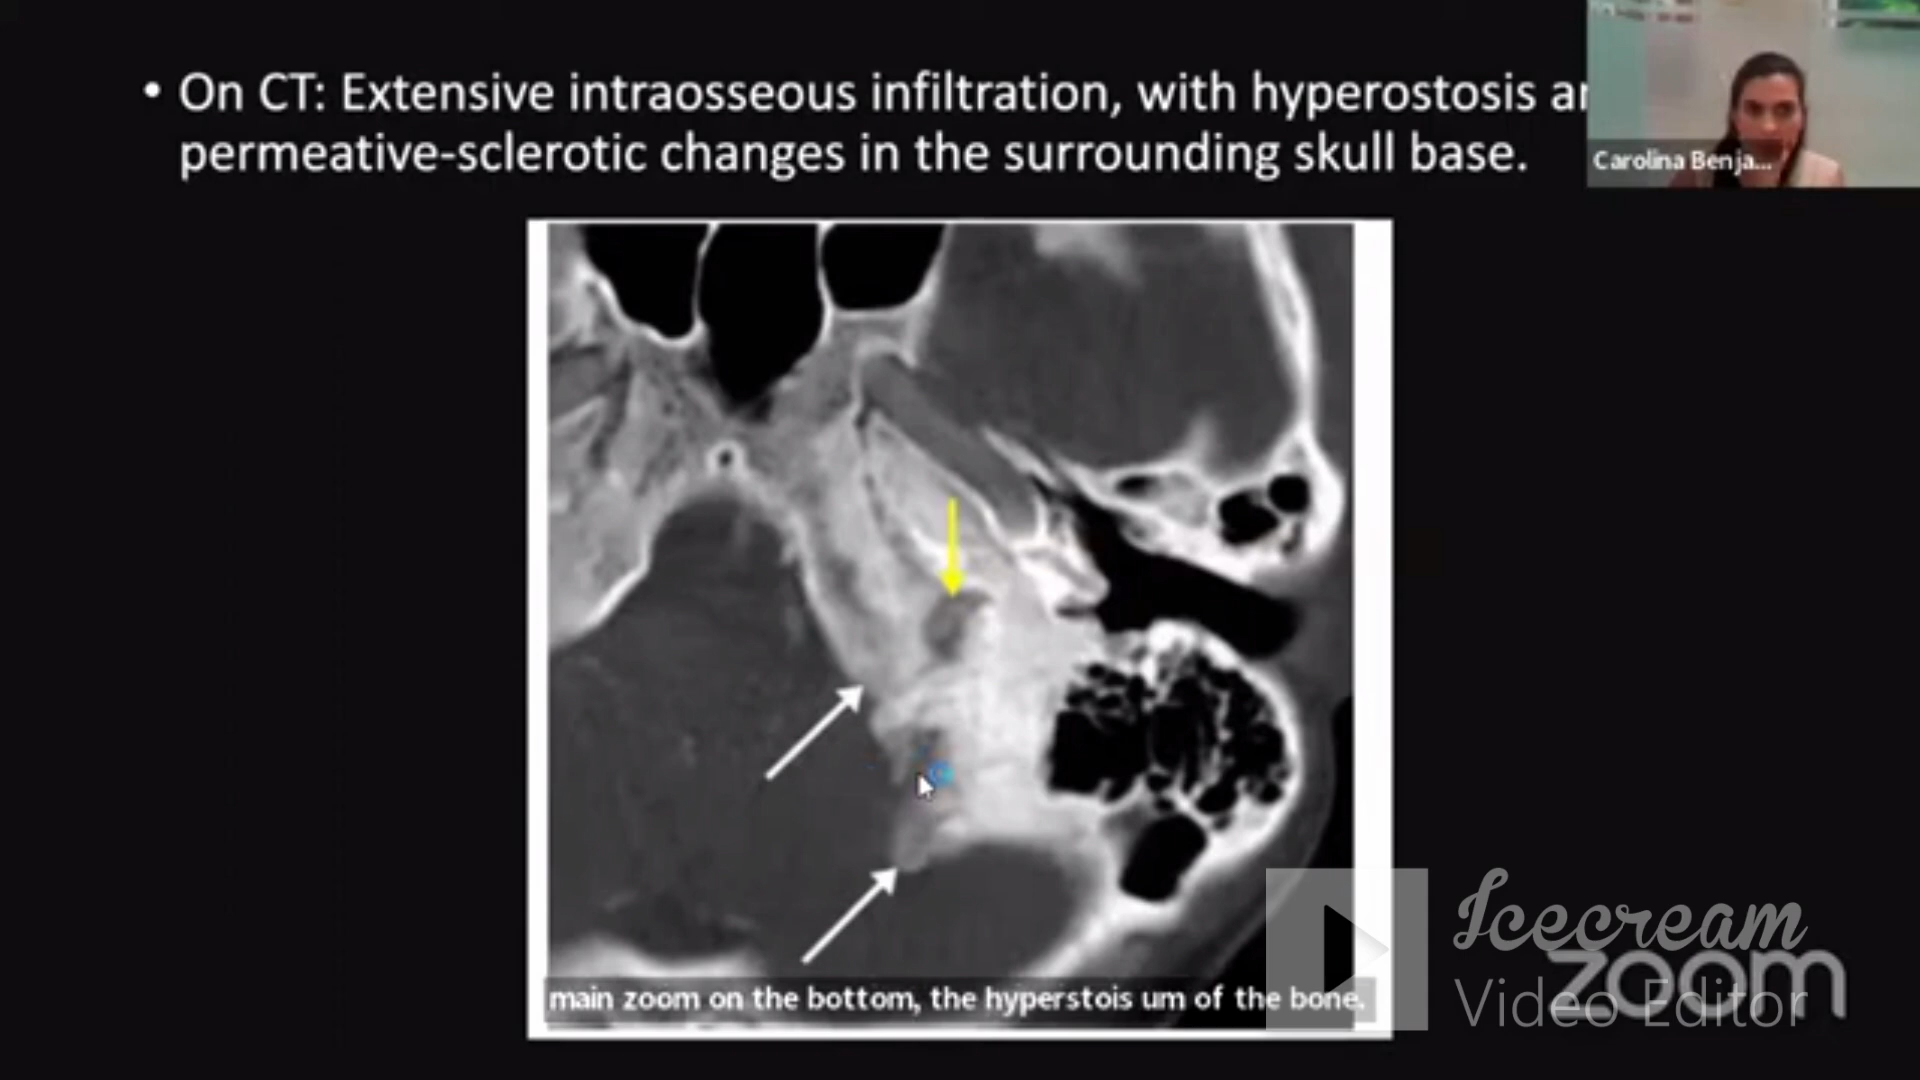 • On CT: Extensive intraosseous infiltration, with hyperostosis
permeative-sclerotic changes in the surrounding skull base.
Carolina Benja...
main zoom on the bottom, the hyperstois um of the bone.
Icecream
zoom
Video Editor